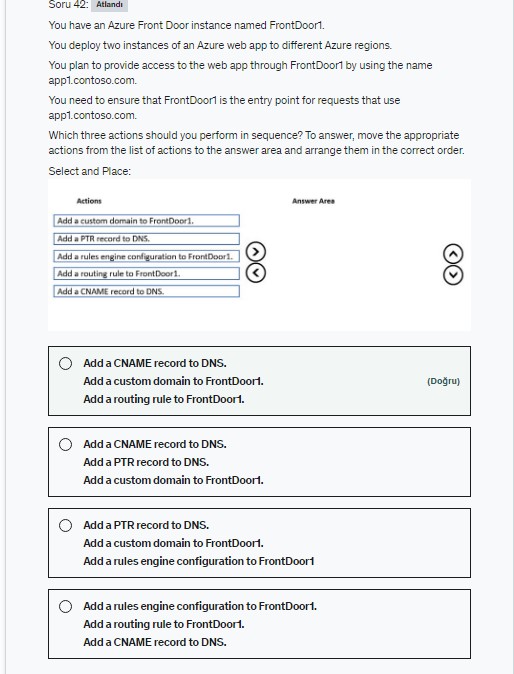 Soru 42: Atlandı
You have an Azure Front Door instance named FrontDoor1.
You deploy two instances of an Azure web app to different Azure regions.
You plan to provide access to the web app through FrontDoor1 by using the name
app1.contoso.com.
You need to ensure that FrontDoor1 is the entry point for requests that use
app1.contoso.com.
Which three actions should you perform in sequence? To answer, move the appropriate
actions from the list of actions to the answer area and arrange them in the correct order.
Select and Place:
Actions
Answer Area
Add a custom domain to FrontDoor1.
Add a PTR record to DNS.
Add a rules engine configuration to FrontDoor1.
Add a routing rule to FrontDoor1.
Add a CNAME record to DNS.
Add a CNAME record to DNS.
Add a custom domain to FrontDoor1.
(Doğru)
Add a routing rule to FrontDoor1.
Add a CNAME record to DNS.
Add a PTR record to DNS.
Add a custom domain to FrontDoor1.
Add a PTR record to DNS.
Add a custom domain to FrontDoor1.
Add a rules engine configuration to FrontDoor1
Add a rules engine configuration to FrontDoor1.
Add a routing rule to FrontDoor1.
Add a CNAME record to DNS.